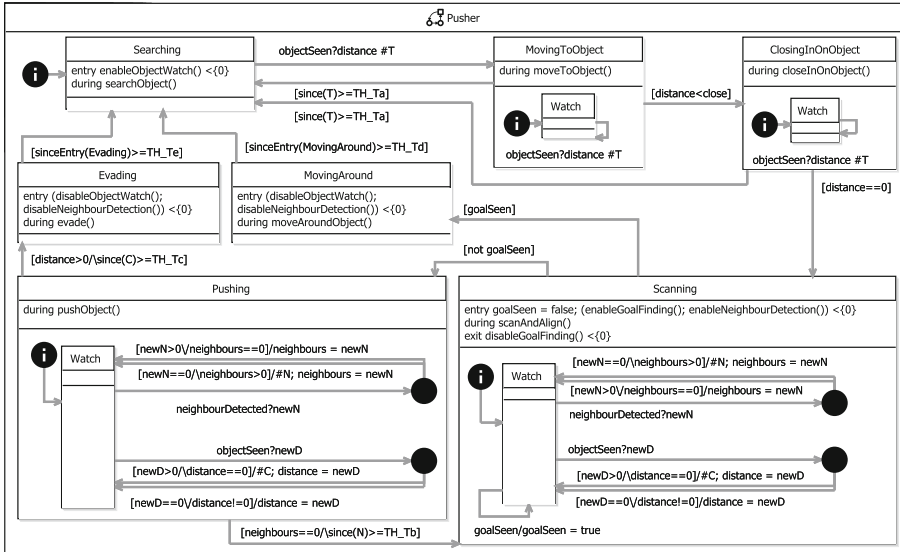 Pusher
Searching
entry enableObjectWatch() <{0}
during searchObject()
objectSeen?distance #T
[since(T)>=TH_Ta]
[since(T)>=TH_Ta]
MovingToObject
during moveToObject()
Watch
objectSeen?distance #T
[distance<close]
ClosingInOnObject
during closeInOnObject()
Watch
objectSeen?distance #T
[distance==0]
[sinceEntry(Evading)>=TH_Te]
[sinceEntry(MovingAround)>=TH_Td]
Evading
entry (disableObjectWatch();
disableNeighbourDetection()) <{0}
during evade()
MovingAround
entry (disableObjectWatch();
disableNeighbourDetection()) <{0}
during moveAroundObject()
[goalSeen]
[not goalSeen]
[distance>0/\since(C)>=TH_Tc]
Pushing
during pushObject()
i
Watch
[newN>0\/neighbours==0]/neighbours = newN
[newN==0/\neighbours>0]/#N; neighbours = newN
neighbourDetected?newN
objectSeen?newD
[newD>0/\distance==0]/#C; distance = newD
[newD==0\/distance!=0]/distance = newD
Scanning
entry goalSeen = false; (enableGoalFinding(); enableNeighbourDetection()) <{0}
during scanAndAlign()
exit disableGoalFinding() <{0}
i
Watch
[newN==0/\neighbours>0]/#N; neighbours = newN
[newN>0\/neighbours==0]/neighbours = newN
neighbourDetected?newN
objectSeen?newD
[newD>0/\distance==0]/#C; distance = newD
[newD==0\/distance!=0]/distance = newD
goalSeen/goalSeen = true
[neighbours==0/\since(N)>=TH_Tb]
i
i
i